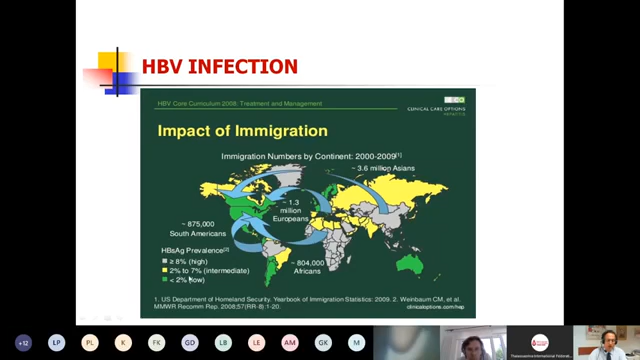 HBV INFECTION
HBV Core Curriculum 2008: Treatment and Management
CLINICAL CARE OPTIONS
HEPATITIS
Impact of Immigration
Immigration Numbers by Continent: 2000-2009[1]
~ 3.6 million Asians
~ 1.3
million
Europeans
~ 875,000
South Americans
~ 804,000
Africans
HBsAg Prevalence[2]
≥ 8% (high)
2% to 7% (intermediate)
< 2% (low)
1. US Department of Homeland Security. Yearbook of Immigration Statistics: 2009. 2. Weinbaum CM, et al.
MMWR Recomm Rep. 2008;57(RR-8):1-20.
clinicaloptions.com/hep
+12
LP
PL
K
FK
GD
LB
LE
AM
GK
M
Thalassaemia International Federat...